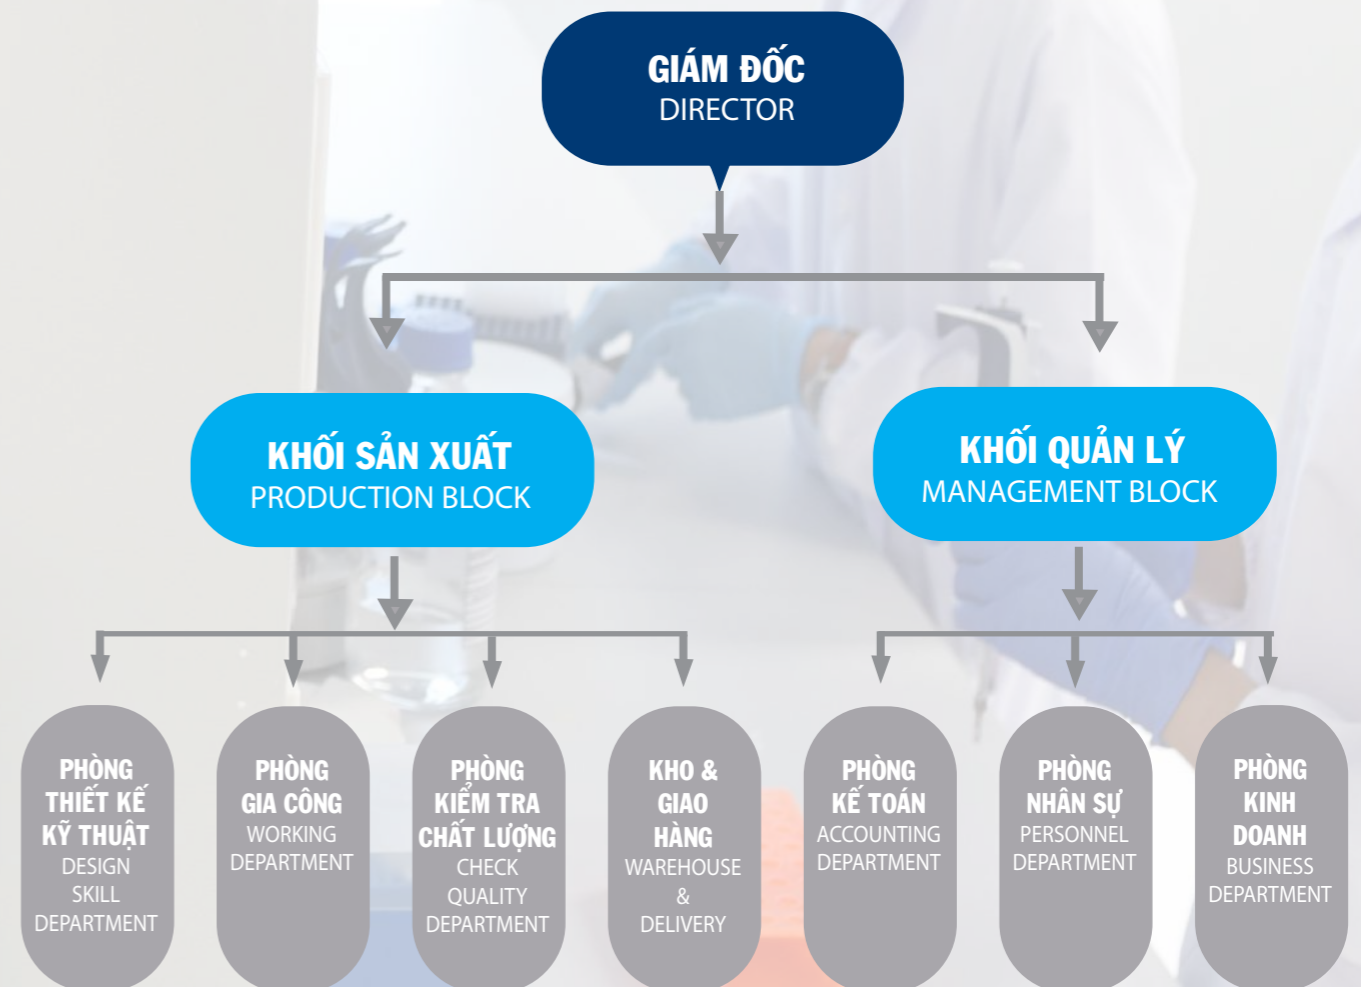 GIÁM ĐỐC
DIRECTOR
KHỐI SẢN XUẤT
PRODUCTION BLOCK
KHỐI QUẢN LÝ
MANAGEMENT BLOCK
PHÒNG
THIẾT KẾ
KỸ THUẬT
DESIGN
SKILL
DEPARTMENT
PHÒNG
GIA CÔNG
WORKING
DEPARTMENT
PHÒNG
KIỂM TRA
CHẤT LƯỢNG
CHECK
QUALITY
DEPARTMENT
KHO &
GIAO
HÀNG
WAREHOUSE
&
DELIVERY
PHÒNG
KẾ TOÁN
ACCOUNTING
DEPARTMENT
PHÒNG
NHÂN SỰ
PERSONNEL
DEPARTMENT
PHÒNG
KINH
DOANH
BUSINESS
DEPARTMENT